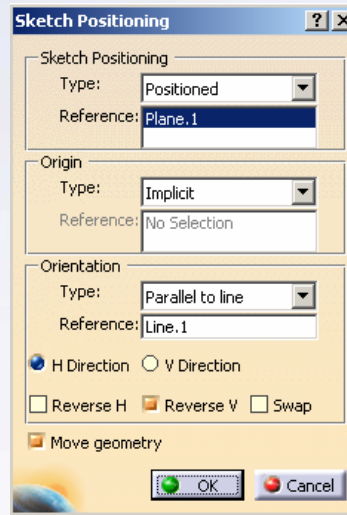 Sketch Positioning ? X
Sketch Positioning
Type: Positioned
Reference: Plane.1
Origin
Type: Implicit
Reference: No Selection
Orientation
Type: Parallel to line
Reference: Line.1
H Direction V Direction
Reverse H Reverse V Swap
Move geometry
OK Cancel